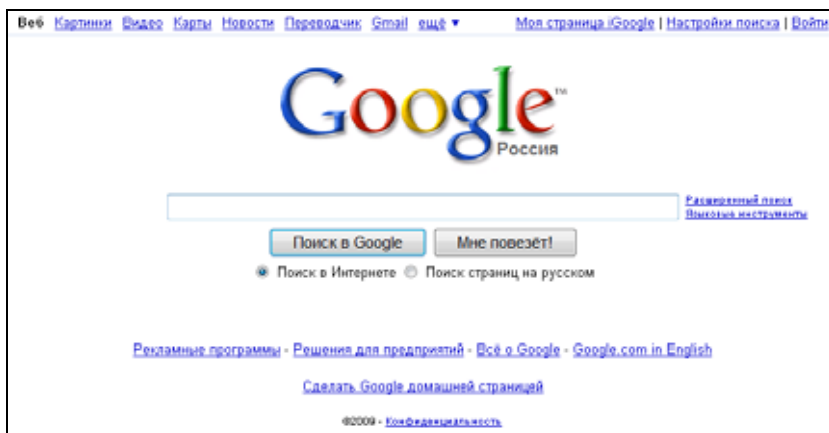 Веб Картинки Видео Карты Новости Переводчик Gmail ещё ▼ Моя страница iGoogle | Настройки поиска | Войти
Google™
Россия
Расширенный поиск
Языковые инструменты
Поиск в Google Мне повезёт!
Поиск в Интернете Поиск страниц на русском
Рекламные программы - Решения для предприятий - Всё о Google - Google.com in English
Сделать Google домашней страницей
©2009 - Конфиденциальность